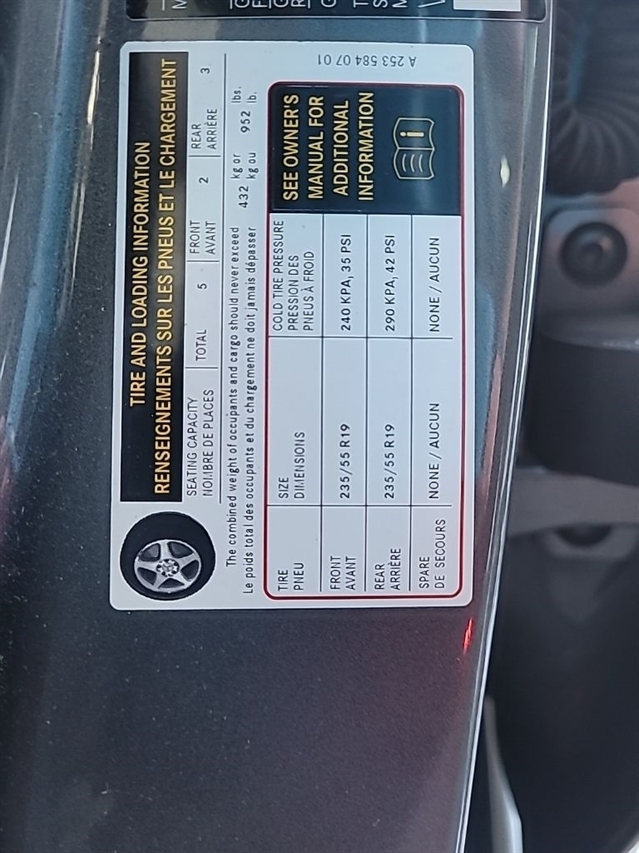 TIRE AND LOADING INFORMATION
RENSEIGNEMENTS SUR LES PNEUS ET LE CHARGEMENT
SEATING CAPACITY
NOMBRE DE PLACES
TOTAL 5
FRONT
AVANT
2
REAR
ARRIÈRE
3
The combined weight of occupants and cargo should never exceed 432 kg or 952 lbs.
Le poids total des occupants et du chargement ne doit jamais dépasser kg ou lb.
TIRE
PNEU
SIZE
DIMENSIONS
COLD TIRE PRESSURE
PRESSION DES
PNEUS À FROID
FRONT
AVANT
235/55 R19
240 KPA, 35 PSI
REAR
ARRIÈRE
235/55 R19
290 KPA, 42 PSI
SPARE
DE SECOURS
NONE / AUCUN
NONE / AUCUN
SEE OWNER'S
MANUAL FOR
ADDITIONAL
INFORMATION
A 253 584 07 01